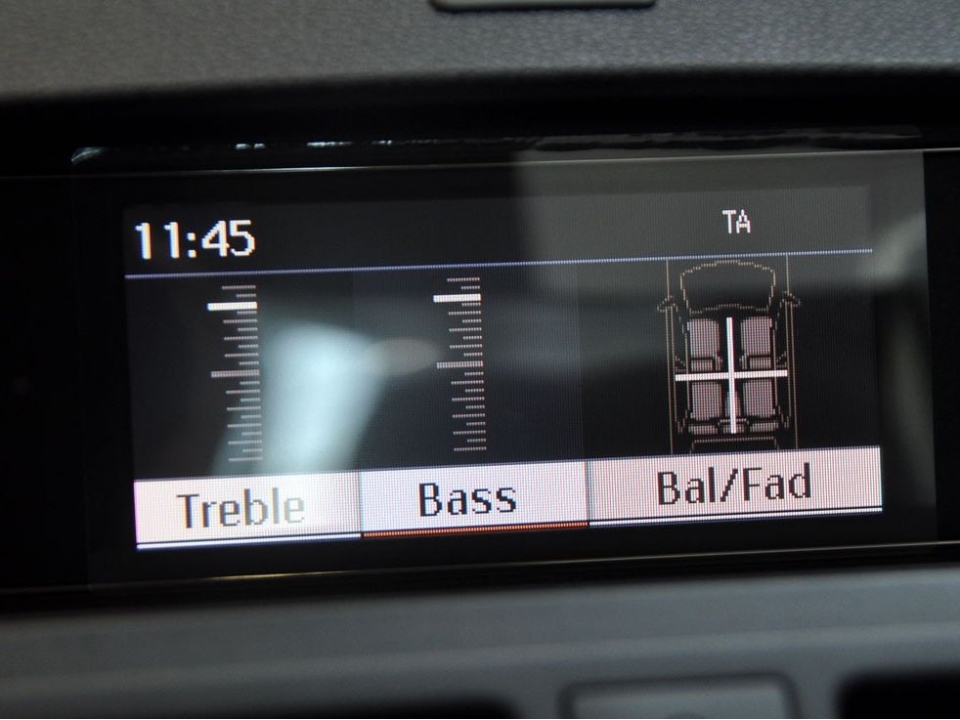 11:45
TA
Treble
Bass
Bal/Fad